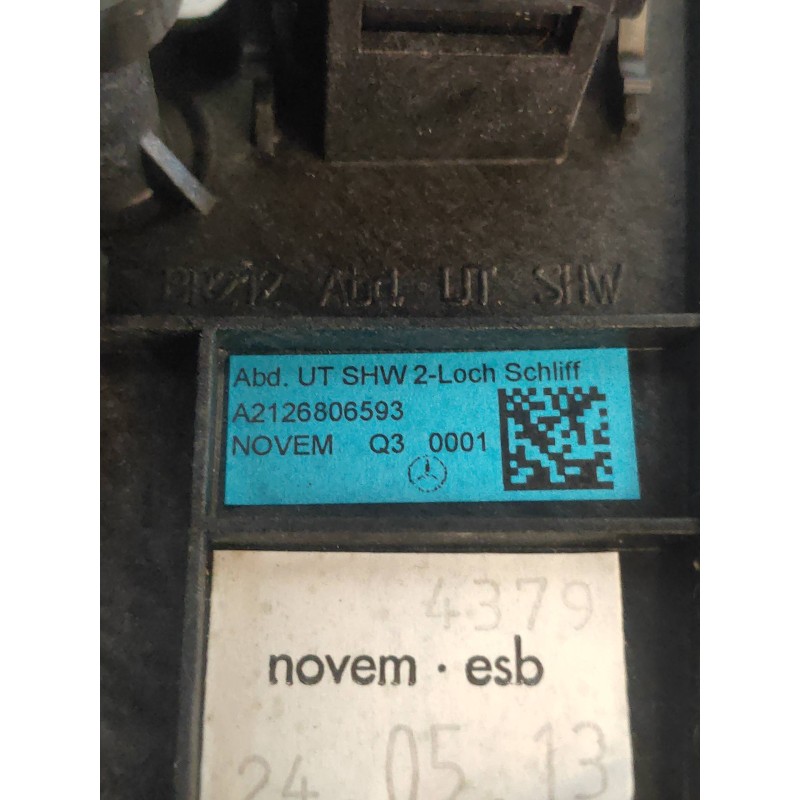 BR212 Abd. UT. SHW
Abd. UT SHW 2-Loch Schliff
A2126806593
NOVEM Q3 0001
4379
novem · esb
24 05 13